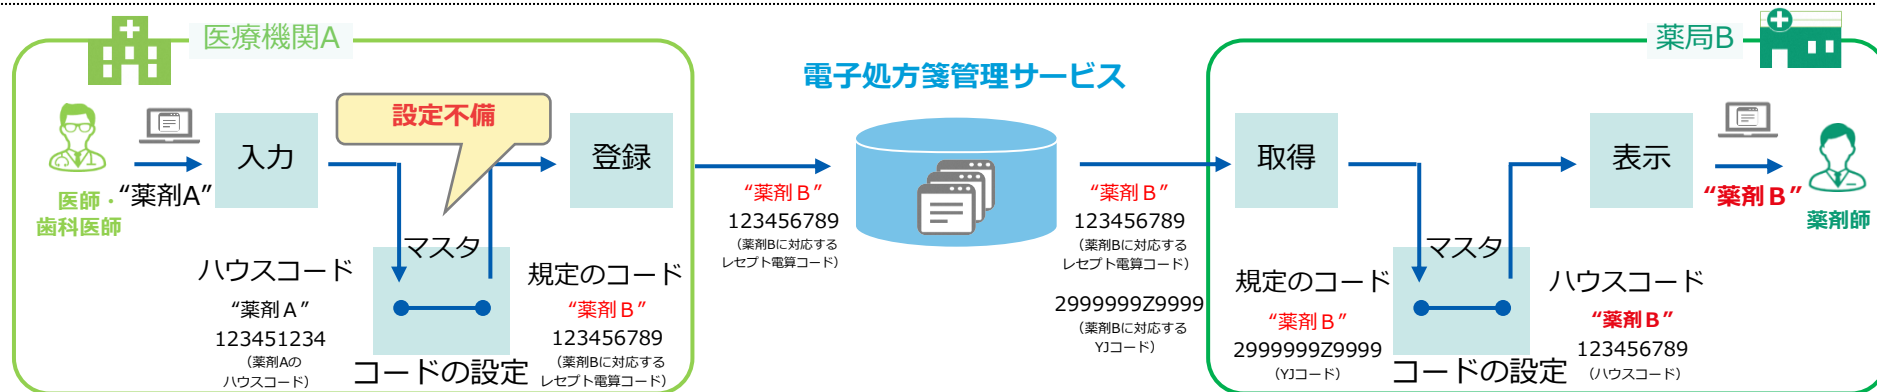 医療機関A
医師・
歯科医師
“薬剤A”
入力
設定不備
登録
マスタ
ハウスコード
“薬剤A”
123451234
（薬剤Aの
ハウスコード）
コードの設定
規定のコード
“薬剤B”
123456789
（薬剤Bに対応する
レセプト電算コード）
電子処方箋管理サービス
“薬剤B”
123456789
（薬剤Bに対応する
レセプト電算コード）
“薬剤B”
123456789
（薬剤Bに対応する
レセプト電算コード）
2999999Z9999
（薬剤Bに対応する
YJコード）
薬局B
取得
マスタ
規定のコード
“薬剤B”
2999999Z9999
（YJコード）
コードの設定
ハウスコード
“薬剤B”
123456789
（ハウスコード）
表示
“薬剤B”
薬剤師